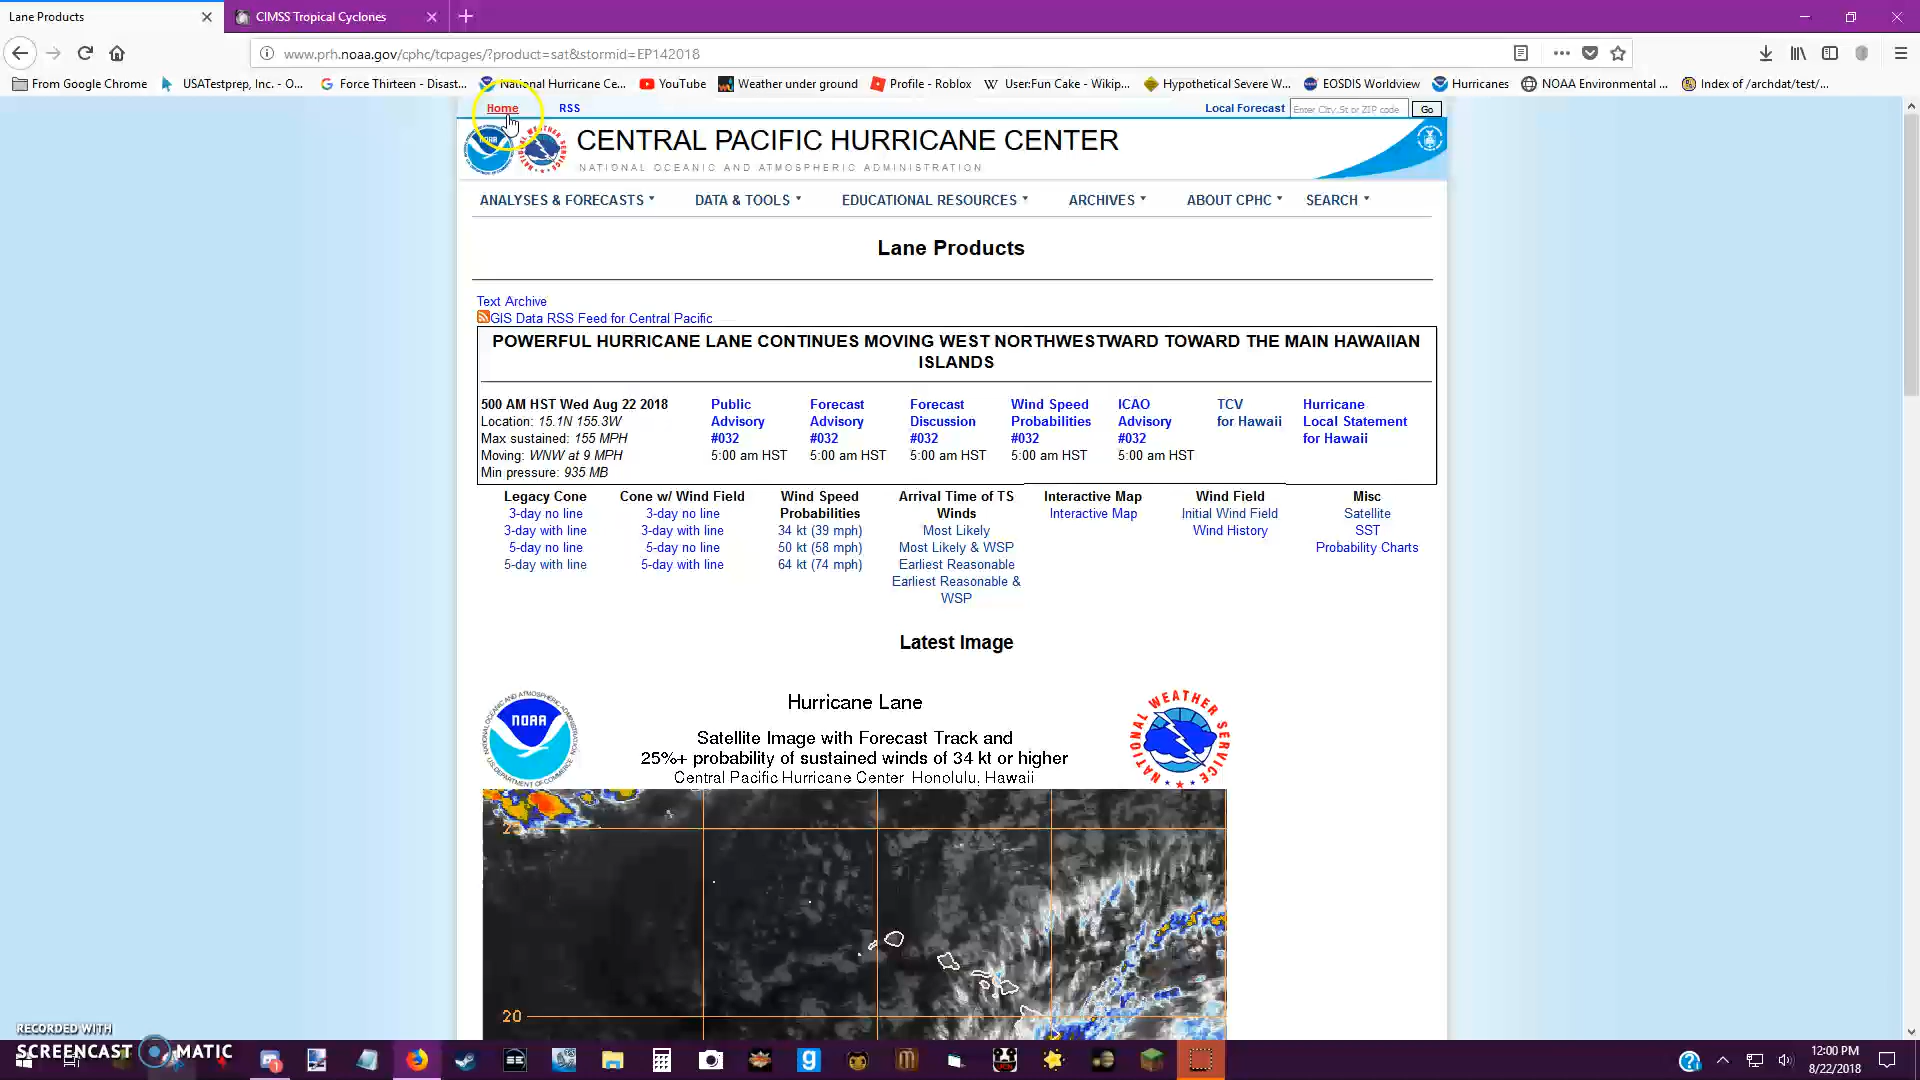 Lane Products
CIMSS Tropical Cyclones
www.prh.noaa.gov/cphc/tcpages/?product=sat&stormid=EP142018
From Google Chrome
USATestprep, Inc. - O...
Force Thirteen - Disast...
National Hurricane Ce...
YouTube
Weather under ground
Profile - Roblox
User:Fun Cake - Wikip...
Hypothetical Severe W...
EOSDIS Worldview
Hurricanes
NOAA Environmental ...
Index of /archdat/test/...
Home
RSS
Local Forecast
Enter City,St or ZIP code
Go
CENTRAL PACIFIC HURRICANE CENTER
NATIONAL OCEANIC AND ATMOSPHERIC ADMINISTRATION
ANALYSES & FORECASTS
DATA & TOOLS
EDUCATIONAL RESOURCES
ARCHIVES
ABOUT CPHC
SEARCH
Lane Products
Text Archive
GIS Data RSS Feed for Central Pacific
POWERFUL HURRICANE LANE CONTINUES MOVING WEST NORTHWESTWARD TOWARD THE MAIN HAWAIIAN
ISLANDS
500 AM HST Wed Aug 22 2018
Location: 15.1N 155.3W
Max sustained: 155 MPH
Moving: WNW at 9 MPH
Min pressure: 935 MB
Public
Advisory
#032
5:00 am HST
Forecast
Advisory
#032
5:00 am HST
Forecast
Discussion
#032
5:00 am HST
Wind Speed
Probabilities
#032
5:00 am HST
ICAO
Advisory
#032
5:00 am HST
TCV
for Hawaii
Hurricane
Local Statement
for Hawaii
Legacy Cone
3-day no line
3-day with line
5-day no line
5-day with line
Cone w/ Wind Field
3-day no line
3-day with line
5-day no line
5-day with line
Wind Speed
Probabilities
34 kt (39 mph)
50 kt (58 mph)
64 kt (74 mph)
Arrival Time of TS
Winds
Most Likely
Most Likely & WSP
Earliest Reasonable
Earliest Reasonable &
WSP
Interactive Map
Interactive Map
Wind Field
Initial Wind Field
Wind History
Misc
Satellite
SST
Probability Charts
Latest Image
NOAA
NATIONAL OCEANIC AND ATMOSPHERIC ADMINISTRATION
U.S. DEPARTMENT OF COMMERCE
Hurricane Lane
Satellite Image with Forecast Track and
25%+ probability of sustained winds of 34 kt or higher
Central Pacific Hurricane Center Honolulu, Hawaii
NATIONAL WEATHER SERVICE
25
20
RECORDED WITH
SCREENCAST MATIC
12:00 PM
8/22/2018